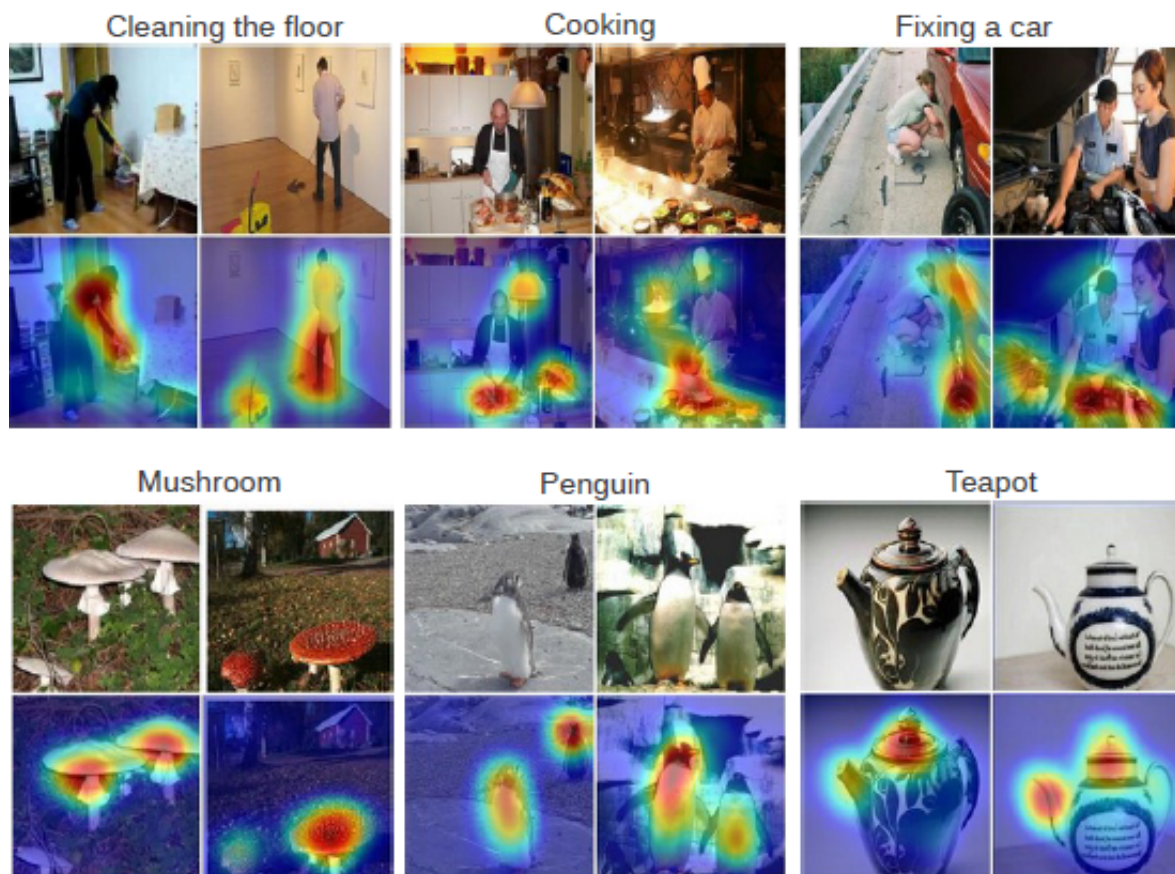 Cleaning the floor
Cooking
Fixing a car
Mushroom
Penguin
Teapot